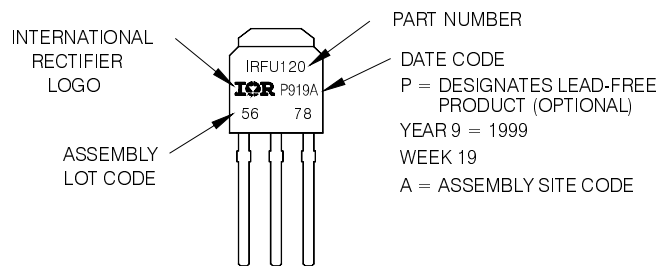 INTERNATIONAL
RECTIFIER
LOGO
ASSEMBLY
LOT CODE
IRFU120
IOR P919A
56 78
PART NUMBER
DATE CODE
P = DESIGNATES LEAD-FREE
PRODUCT (OPTIONAL)
YEAR 9 = 1999
WEEK 19
A = ASSEMBLY SITE CODE